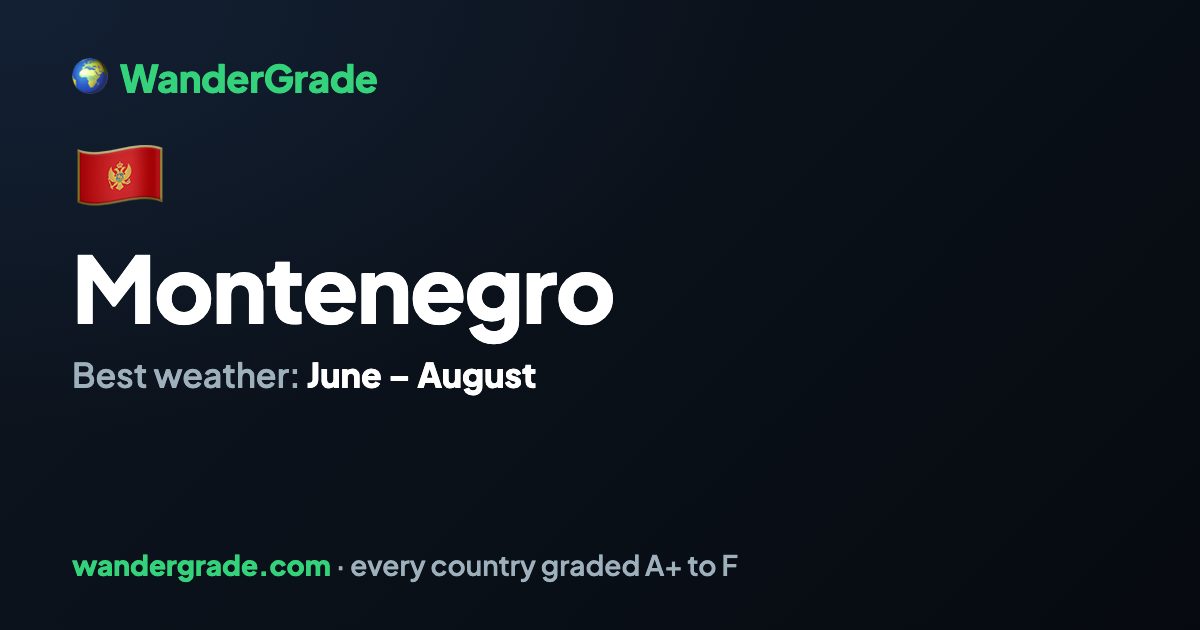 WanderGrade
Montenegro
Best weather: June – August
wandergrade.com · every country graded A+ to F